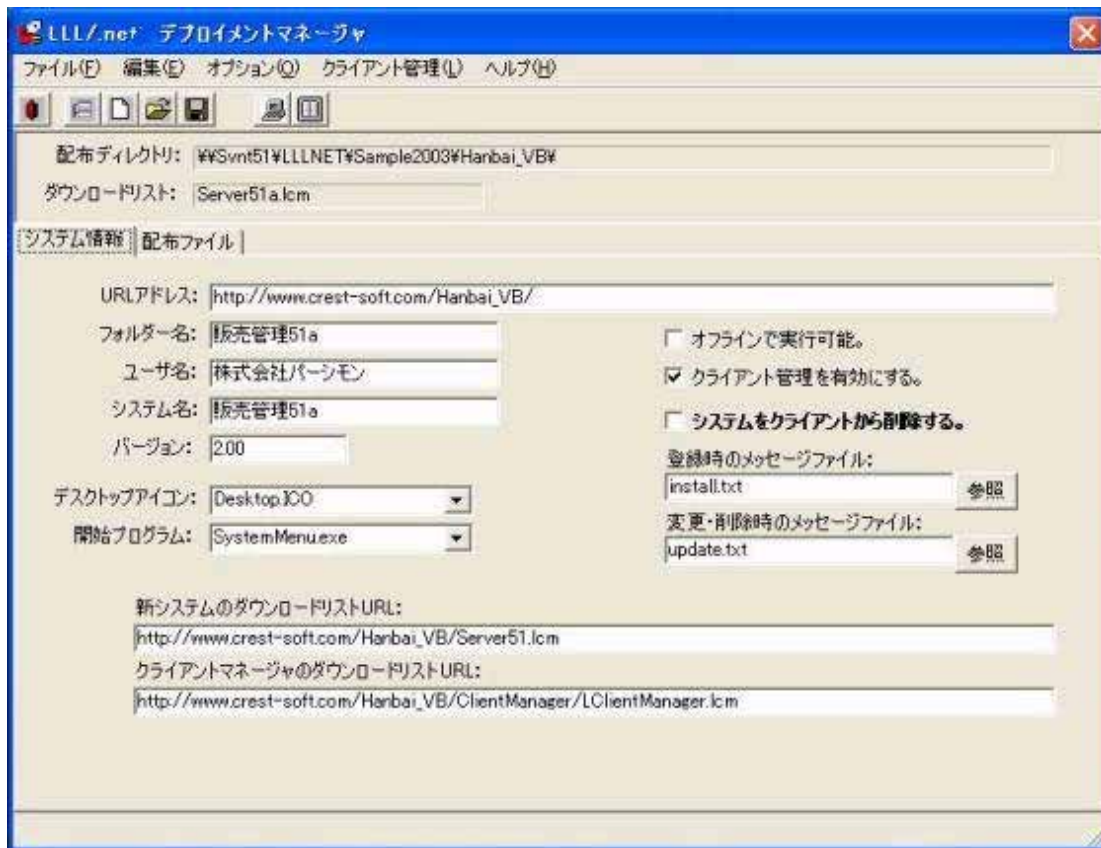 LLL/.net デプロイメントマネージャ
ファイル(F) 編集(E) オプション(O) クライアント管理(L) ヘルプ(H)
配布ディレクトリ: ¥¥Svnt51¥LLLNET¥Sample2003¥Hanbai_VB¥
ダウンロードリスト: Server51a.lcm
システム情報 配布ファイル
URLアドレス: http://www.crest-soft.com/Hanbai_VB/
フォルダー名: 販売管理51a
オフラインで実行可能。
ユーザ名: 株式会社パーシモン
クライアント管理を有効にする。
システム名: 販売管理51a
システムをクライアントから削除する。
バージョン: 2.00
登録時のメッセージファイル:
install.txt 参照
デスクトップアイコン: Desktop.ICO
変更・削除時のメッセージファイル:
開始プログラム: SystemMenu.exe
update.txt 参照
新システムのダウンロードリストURL:
http://www.crest-soft.com/Hanbai_VB/Server51.lcm
クライアントマネージャのダウンロードリストURL:
http://www.crest-soft.com/Hanbai_VB/ClientManager/LClientManager.lcm